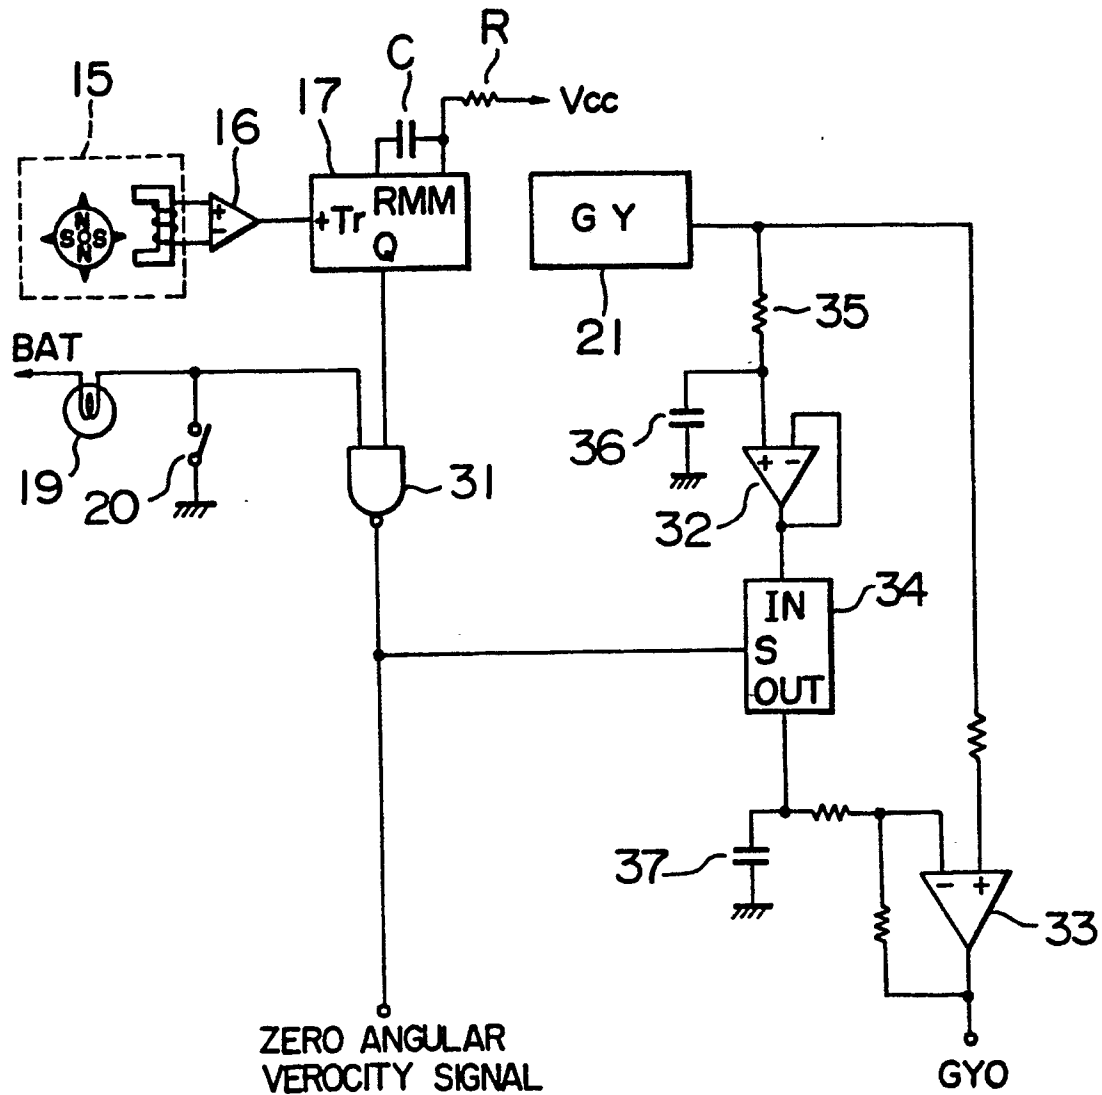 R
C
15
17
Vcc
16
RMM
+Tr
Q
N
S S
N
+
-
G Y
21
35
BAT
36
19
20
31
+ -
32
34
IN
S
OUT
37
- +
33
ZERO ANGULAR
VEROCITY SIGNAL
GYO